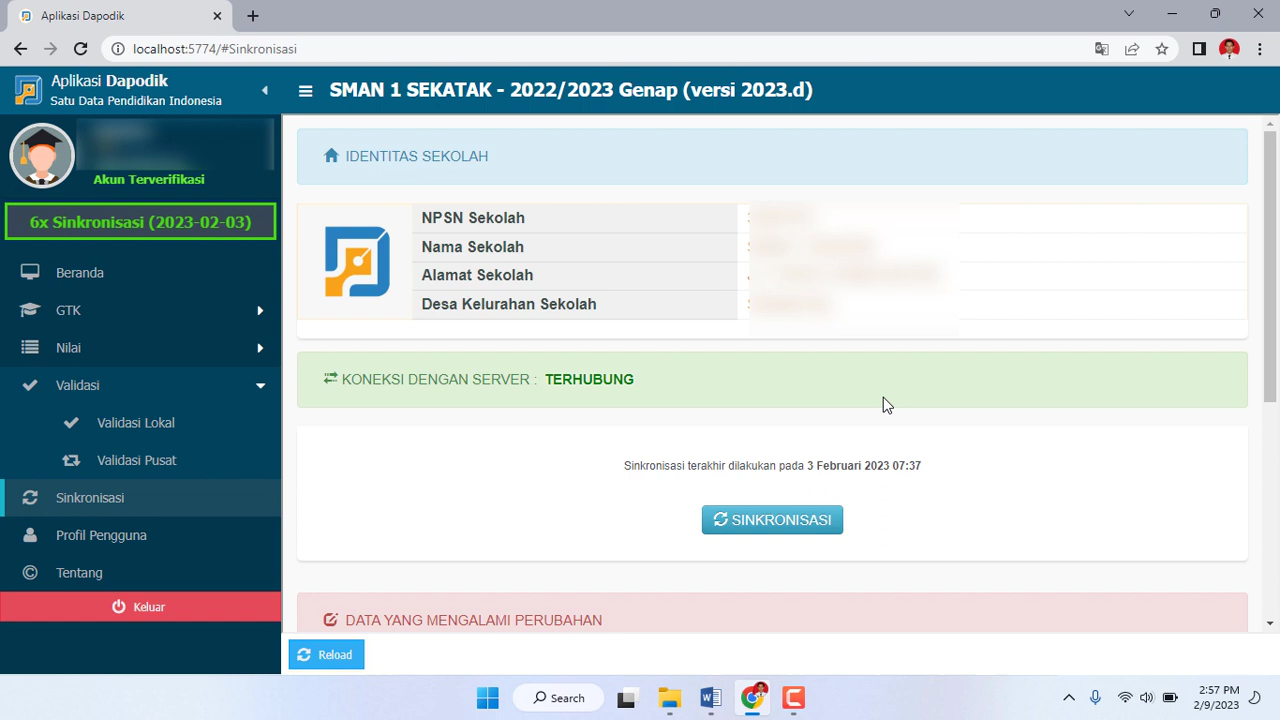 Aplikasi Dapodik
localhost:5774/#Sinkronisasi
Aplikasi Dapodik
Satu Data Pendidikan Indonesia
SMAN 1 SEKATAK - 2022/2023 Genap (versi 2023.d)
Akun Terverifikasi
6x Sinkronisasi (2023-02-03)
Beranda
GTK
Nilai
Validasi
Validasi Lokal
Validasi Pusat
Sinkronisasi
Profil Pengguna
Tentang
Keluar
IDENTITAS SEKOLAH
NPSN Sekolah
Nama Sekolah
Alamat Sekolah
Desa Kelurahan Sekolah
KONEKSI DENGAN SERVER : TERHUBUNG
Sinkronisasi terakhir dilakukan pada 3 Februari 2023 07:37
SINKRONISASI
DATA YANG MENGALAMI PERUBAHAN
Reload
Search
2:57 PM
2/9/2023